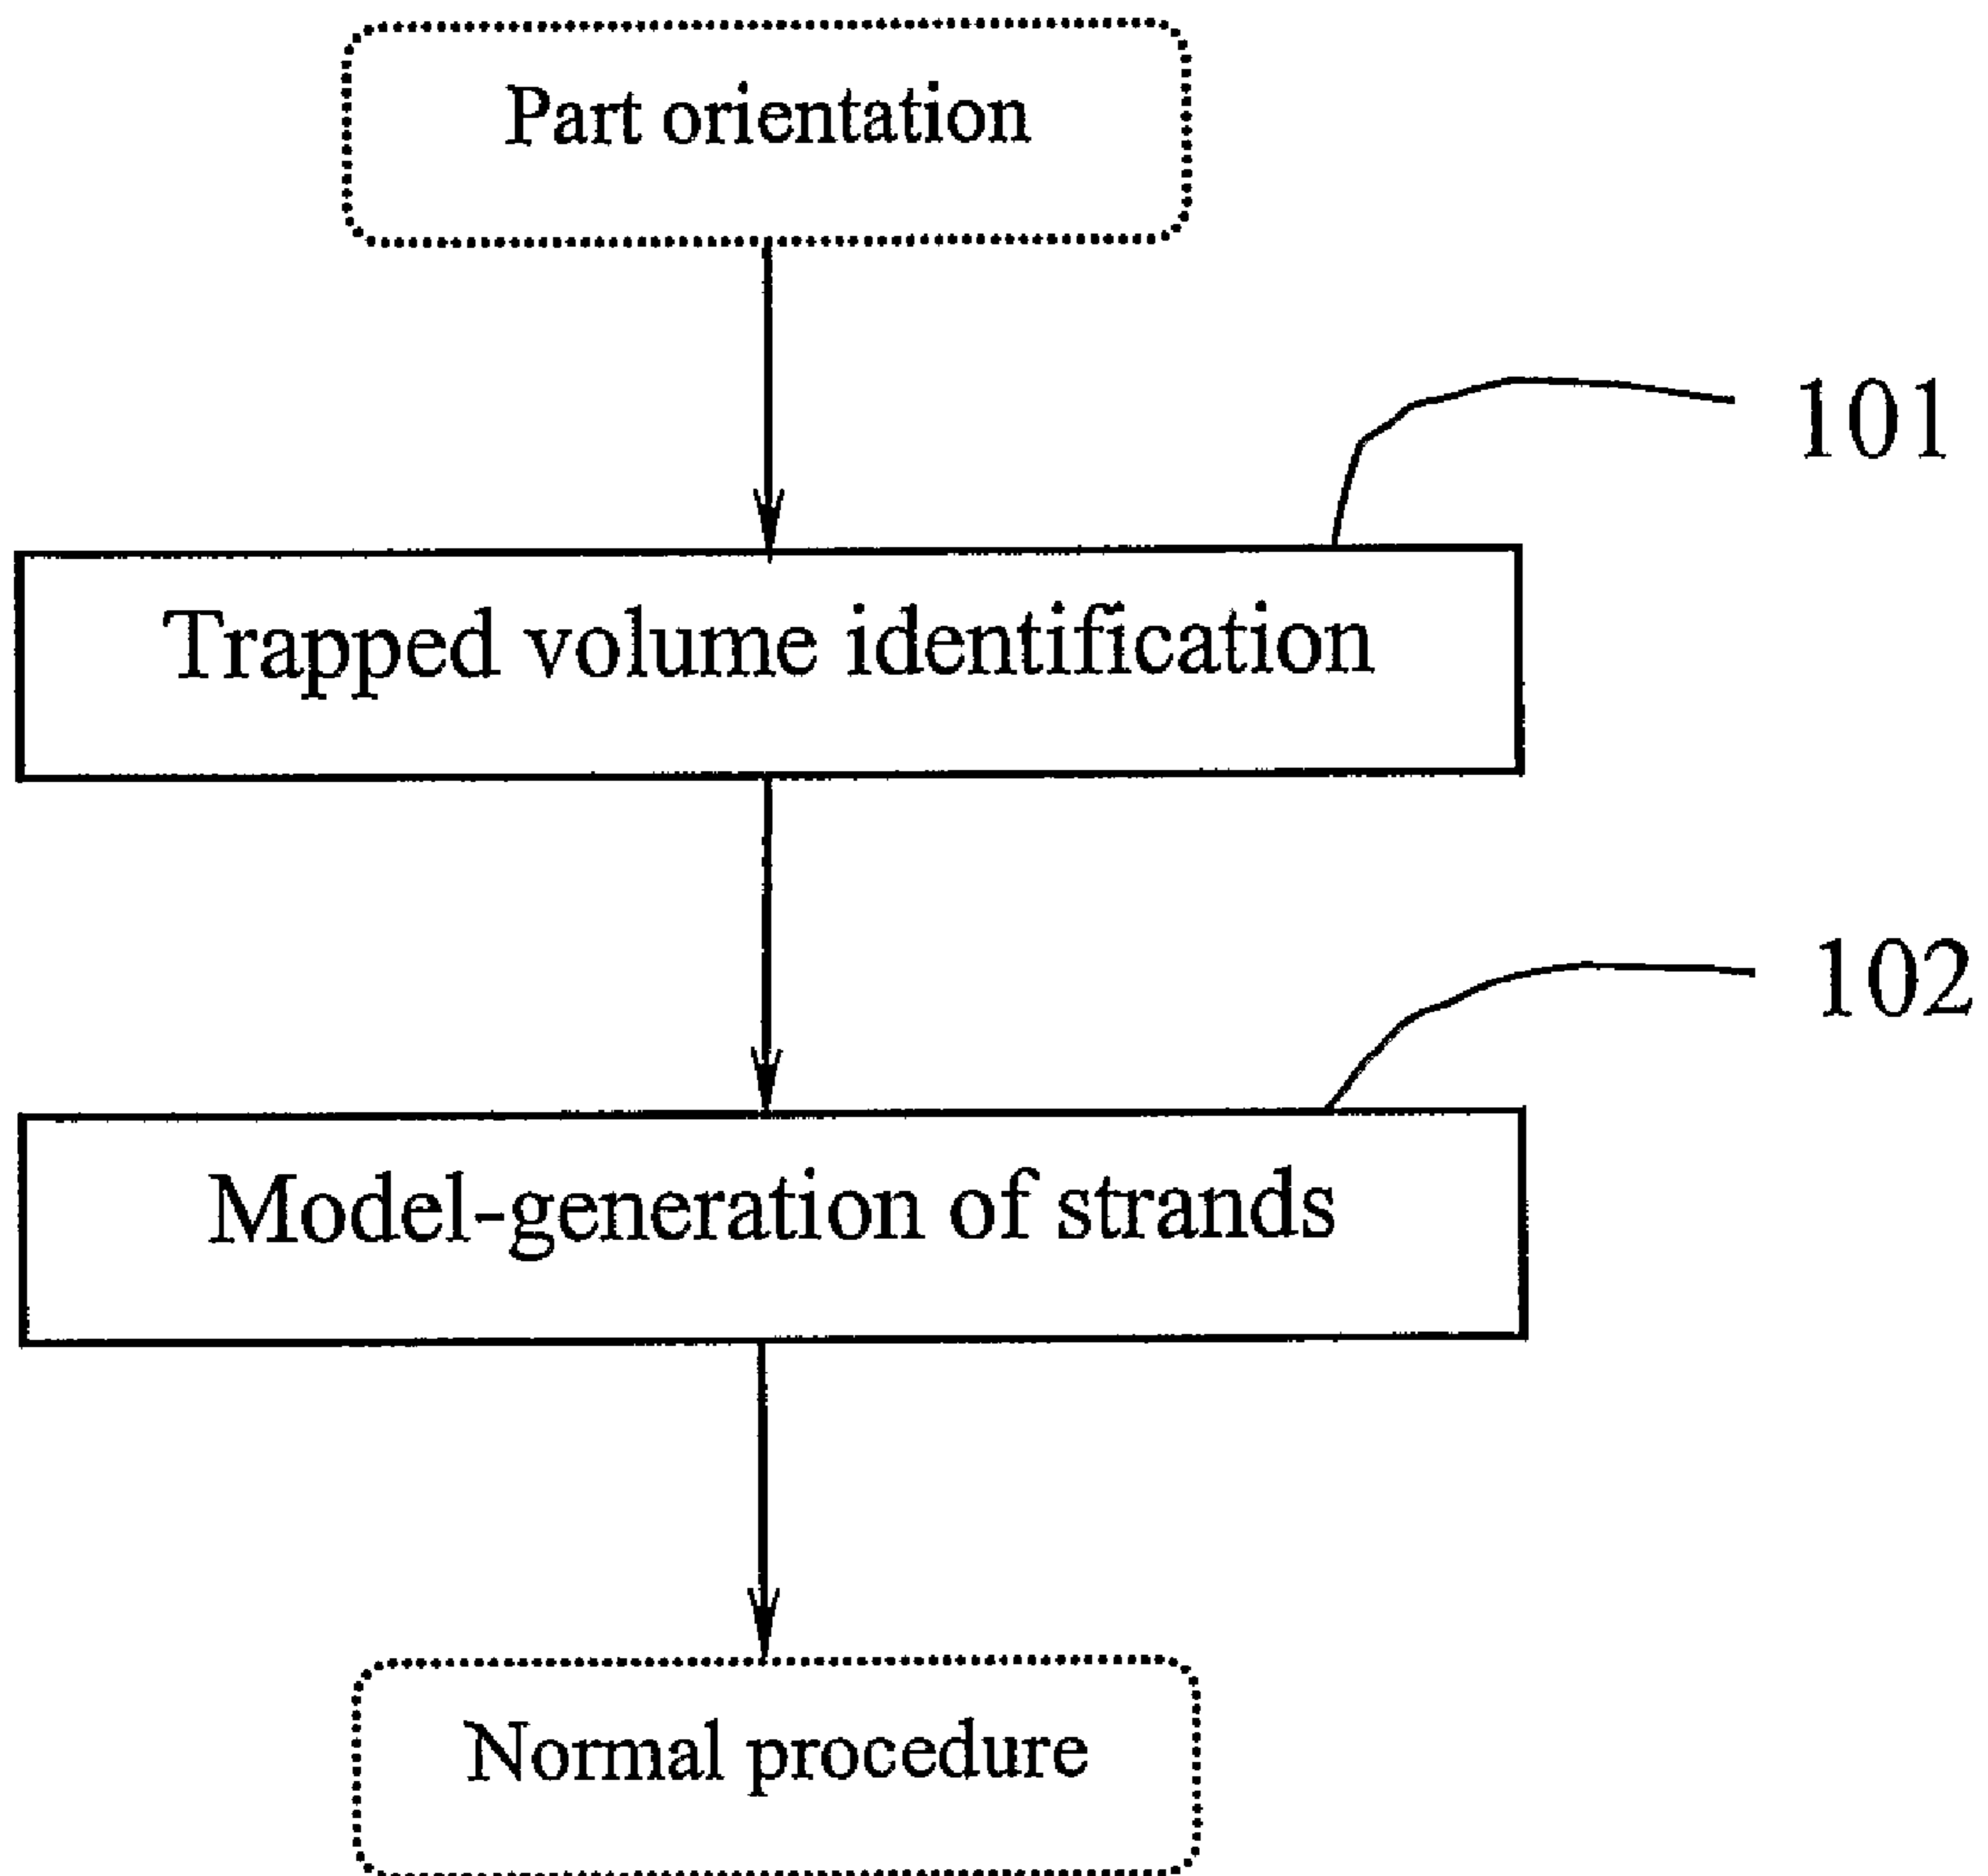 Part orientation
101
Trapped volume identification
102
Model-generation of strands
Normal procedure